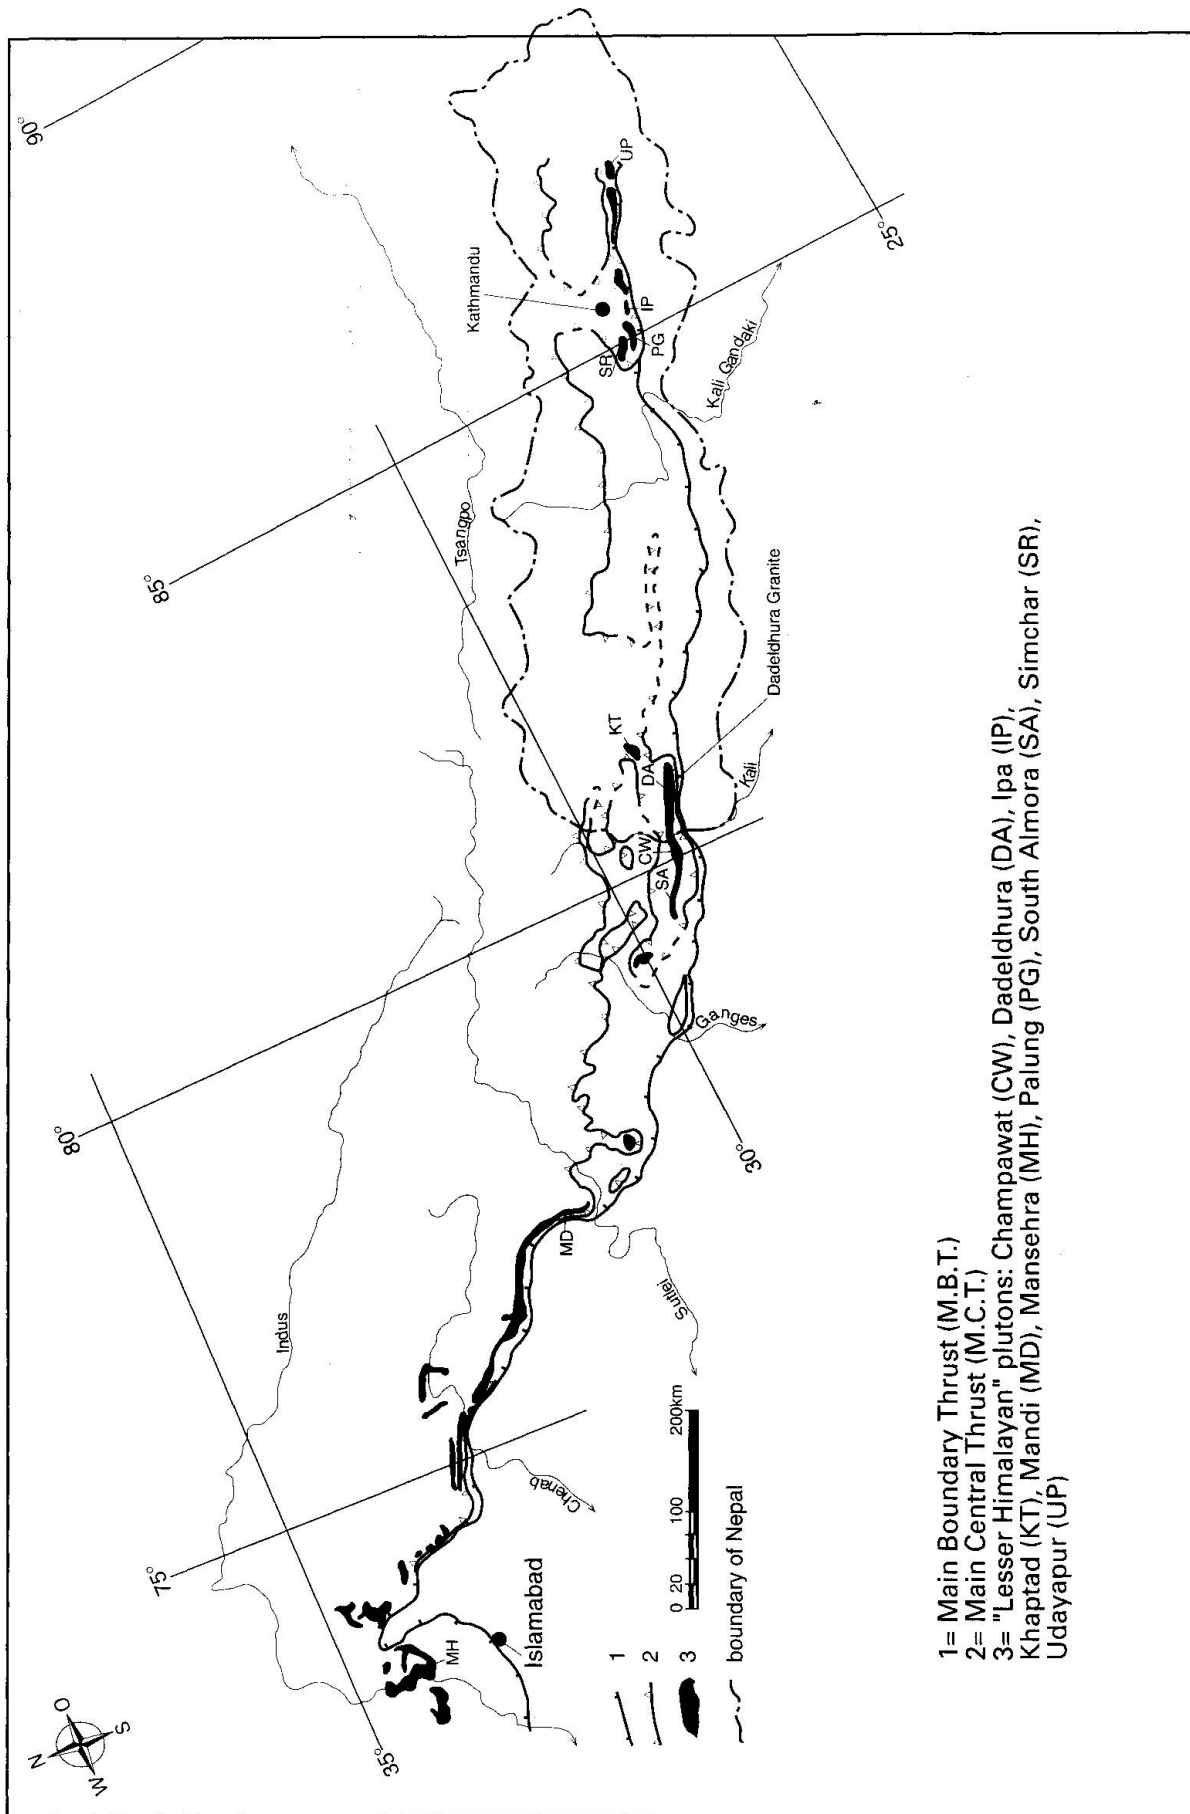 N
O
S
W
75°
80°
85°
90°
35°
30°
25°
Indus
Tsangpo
Kathmandu
MH
Islamabad
Chenab
MD
Sutlej
Ganges
SA
CW
DA
KT
Kali
Dadeldhura Granite
Kali Gandaki
SR
PG
IP
UP
0 20 100 200km
1
2
3
boundary of Nepal
1= Main Boundary Thrust (M.B.T.)
2= Main Central Thrust (M.C.T.)
3= "Lesser Himalayan" plutons: Champawat (CW), Dadeldhura (DA), Ipa (IP),
Khaptad (KT), Mandi (MD), Mansehra (MH), Palung (PG), South Almora (SA), Simchar (SR),
Udayapur (UP)